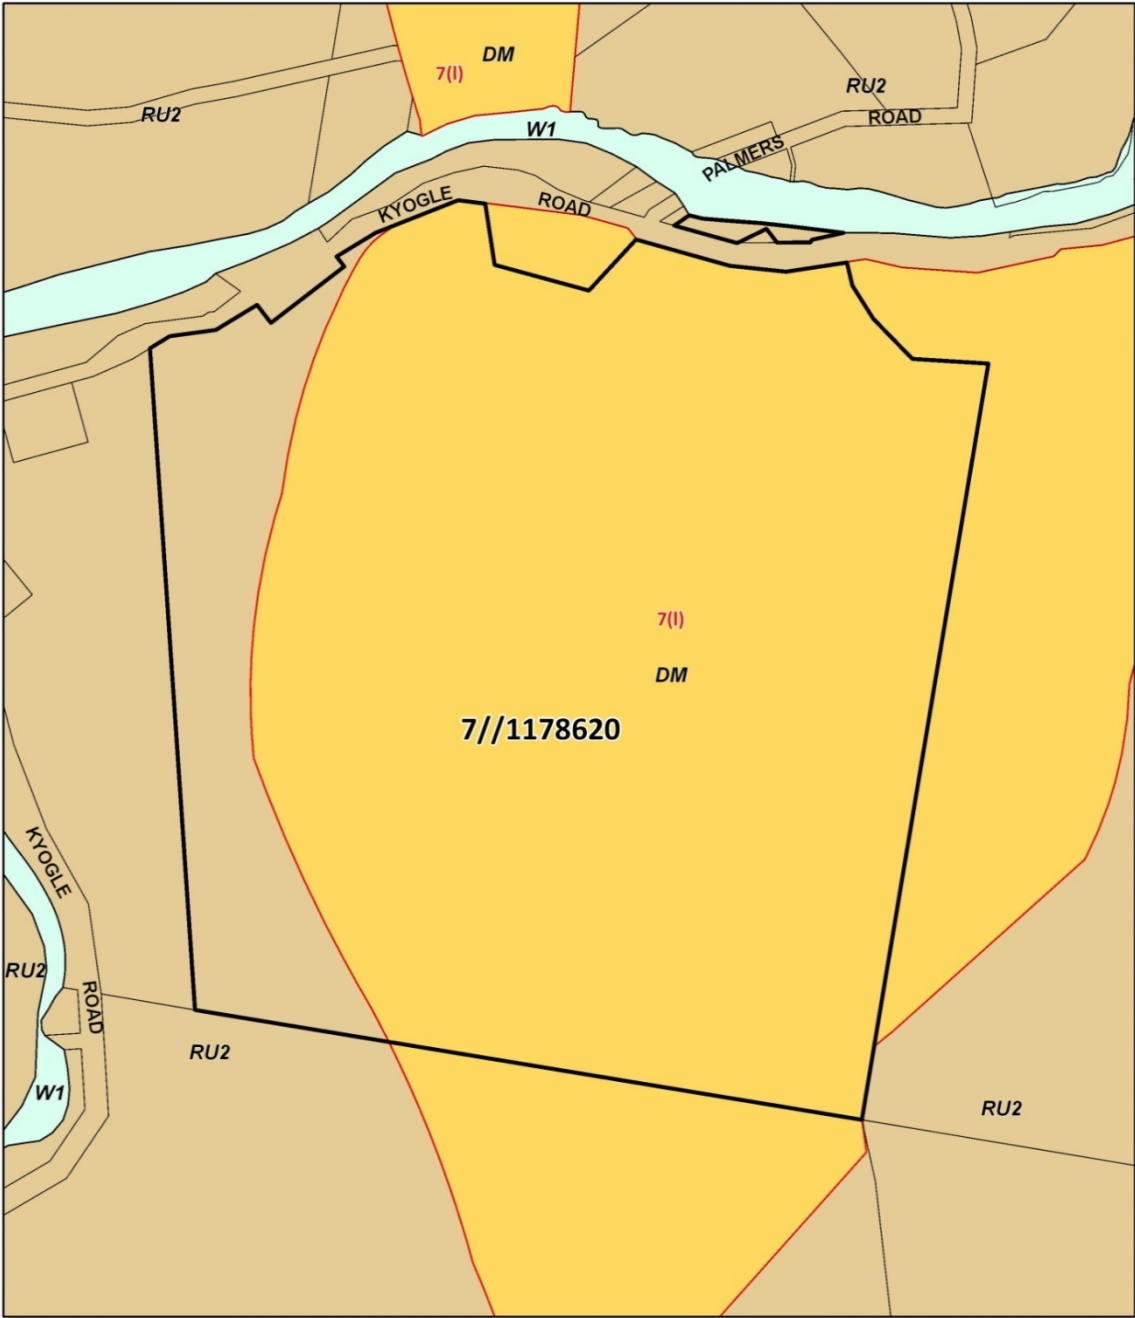 DM
7(l)
RU2
RU2
ROAD
W1
PALMERS
KYOGLE
ROAD
7(l)
DM
7//1178620
KYOGLE
RU2
ROAD
RU2
W1
RU2